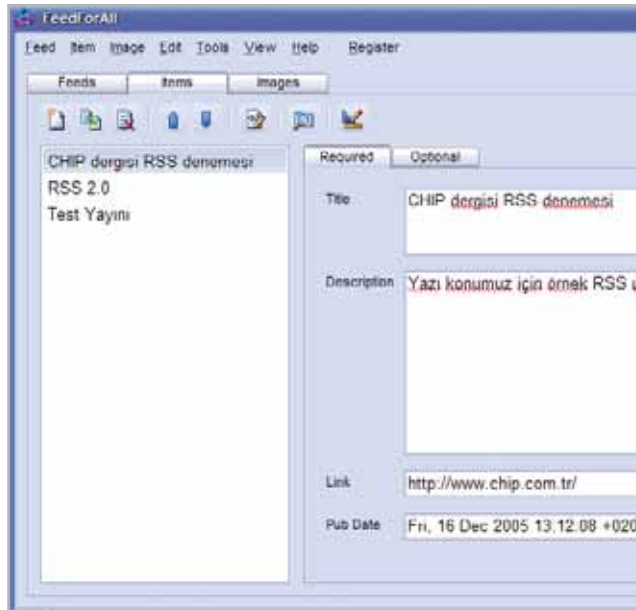 FeedForAll
Feed Item Image Edit Tools View Help Register
Feeds Items Images
CHIP dergisi RSS denemesi
RSS 2.0
Test Yayını
Required Optional
Title
CHIP dergisi RSS denemesi
Description
Yazı konumuz için örnek RSS
Link
http://www.chip.com.tr/
Pub Date
Fri, 16 Dec 2005 13:12:08 +020